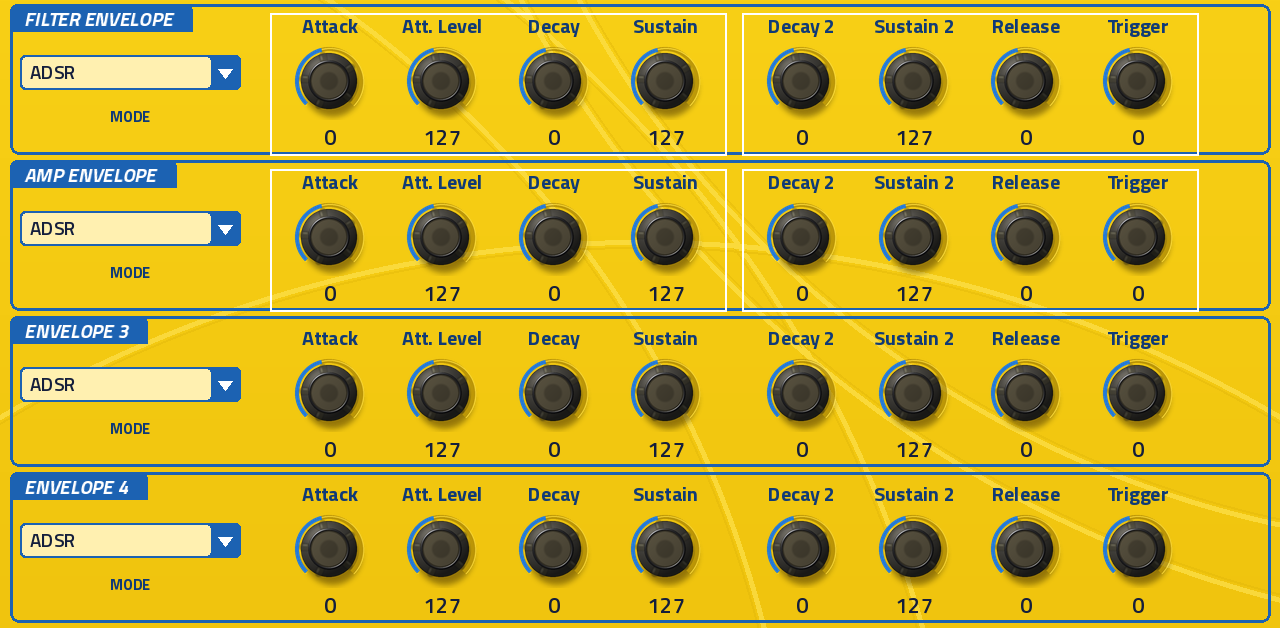 FILTER ENVELOPE
Attack Att. Level Decay Sustain Decay 2 Sustain 2 Release Trigger
ADSR
MODE
0 127 0 127 0 127 0 0
AMP ENVELOPE
Attack Att. Level Decay Sustain Decay 2 Sustain 2 Release Trigger
ADSR
MODE
0 127 0 127 0 127 0 0
ENVELOPE 3
Attack Att. Level Decay Sustain Decay 2 Sustain 2 Release Trigger
ADSR
MODE
0 127 0 127 0 127 0 0
ENVELOPE 4
Attack Att. Level Decay Sustain Decay 2 Sustain 2 Release Trigger
ADSR
MODE
0 127 0 127 0 127 0 0